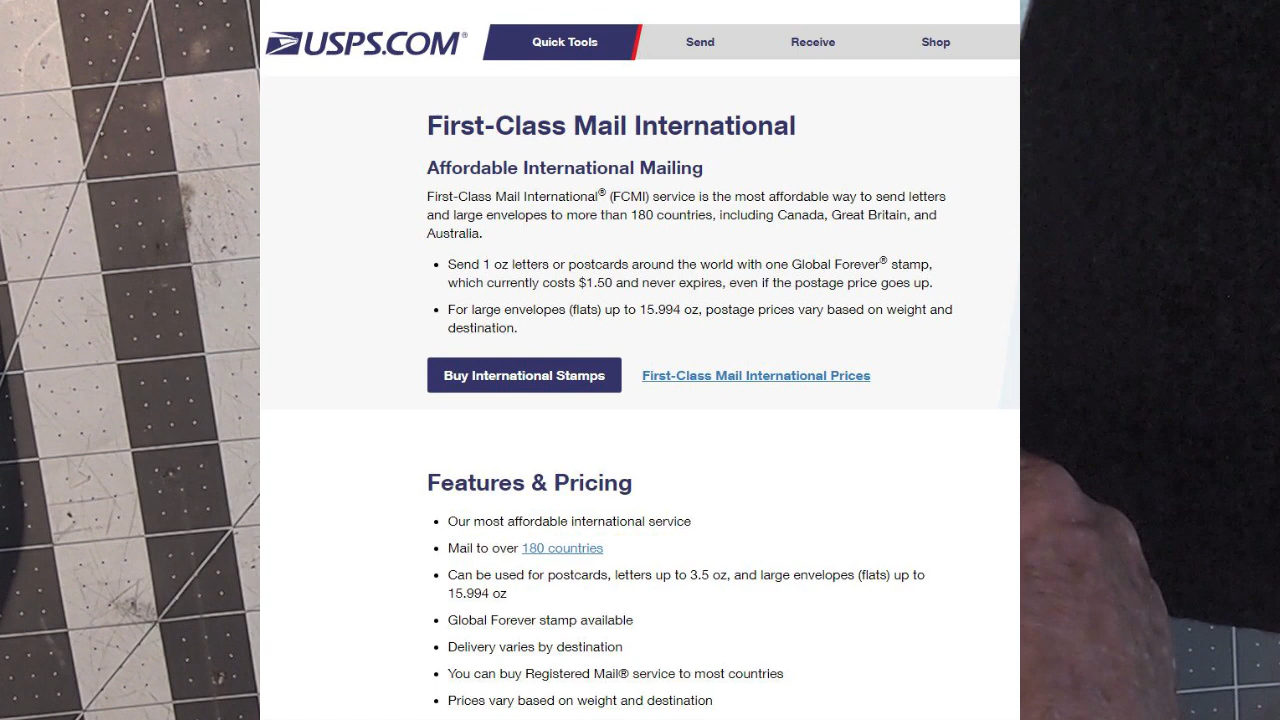 USPS.COM®
Quick Tools
Send
Receive
Shop
First-Class Mail International
Affordable International Mailing
First-Class Mail International® (FCMI) service is the most affordable way to send letters
and large envelopes to more than 180 countries, including Canada, Great Britain, and
Australia.
• Send 1 oz letters or postcards around the world with one Global Forever® stamp,
which currently costs $1.50 and never expires, even if the postage price goes up.
• For large envelopes (flats) up to 15.994 oz, postage prices vary based on weight and
destination.
Buy International Stamps
First-Class Mail International Prices
Features & Pricing
• Our most affordable international service
• Mail to over 180 countries
• Can be used for postcards, letters up to 3.5 oz, and large envelopes (flats) up to
15.994 oz
• Global Forever stamp available
• Delivery varies by destination
• You can buy Registered Mail® service to most countries
• Prices vary based on weight and destination